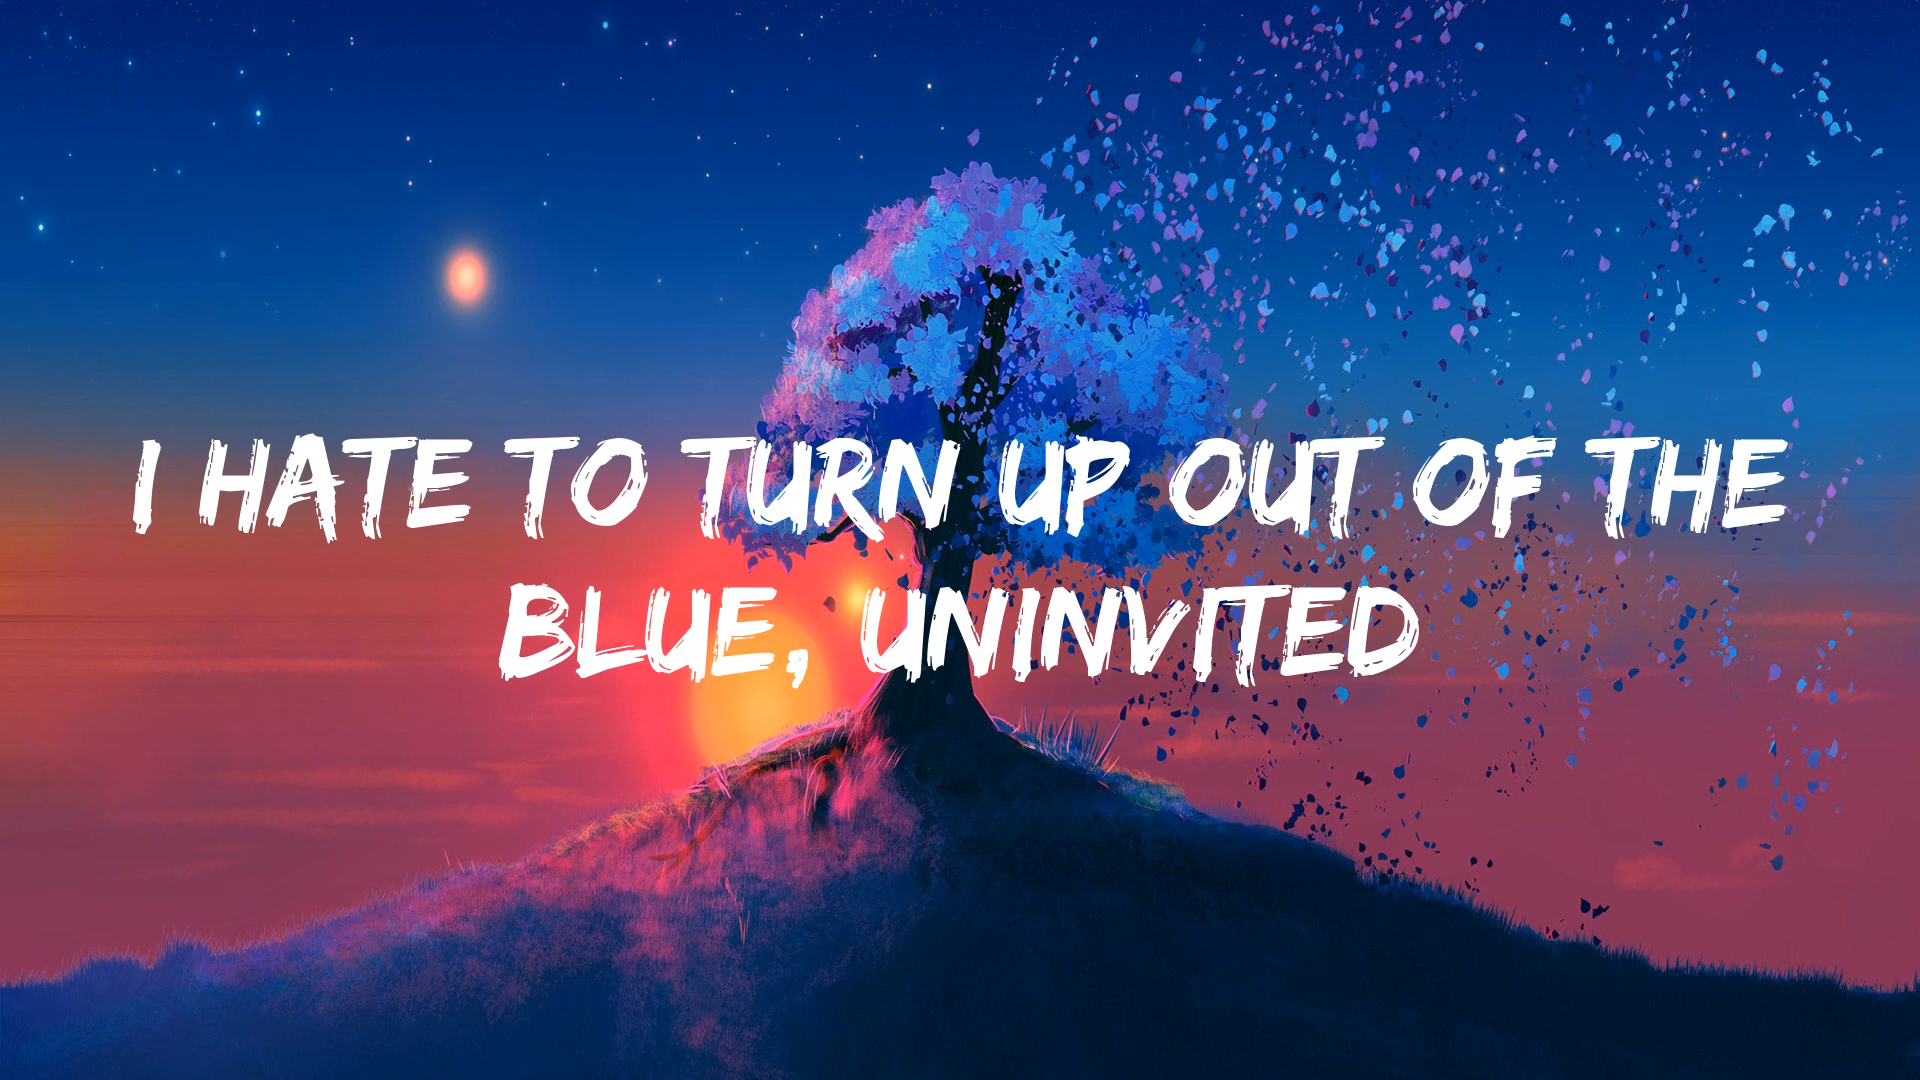 I HATE TO TURN UP OUT OF THE
BLUE, UNINVITED